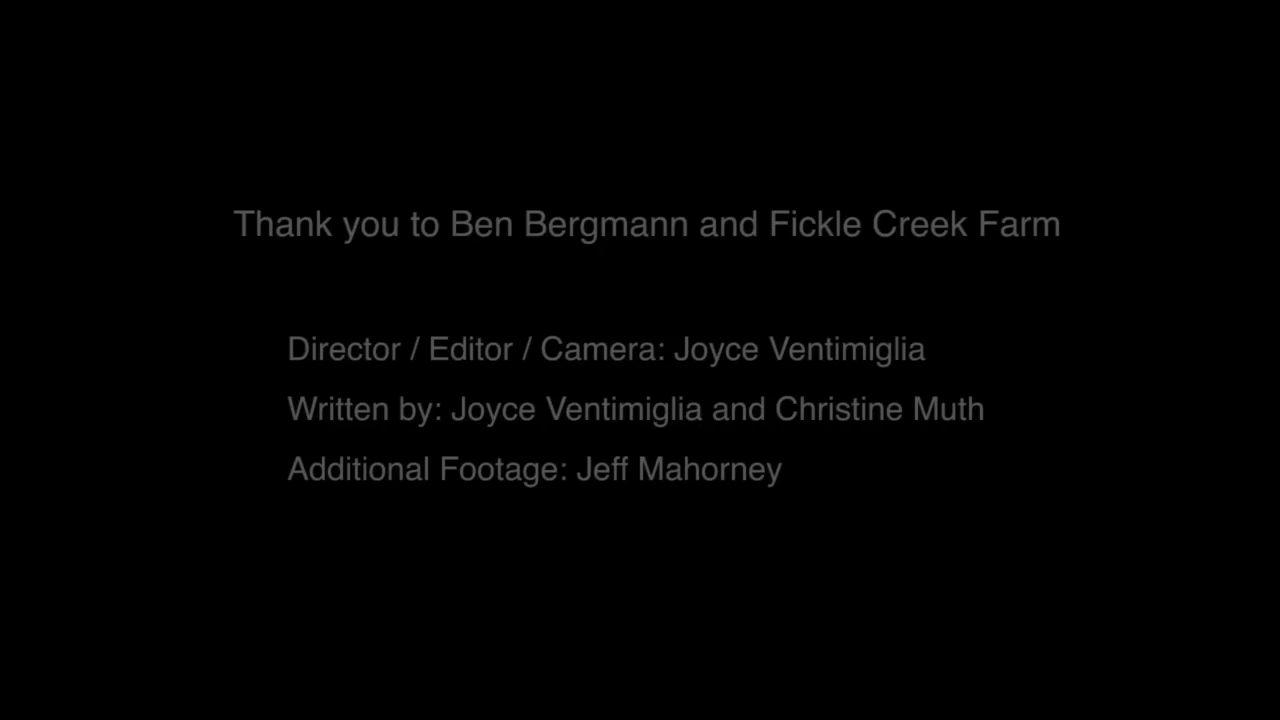 Thank you to Ben Bergmann and Fickle Creek Farm
Director / Editor / Camera: Joyce Ventimiglia
Written by: Joyce Ventimiglia and Christine Muth
Additional Footage: Jeff Mahorney